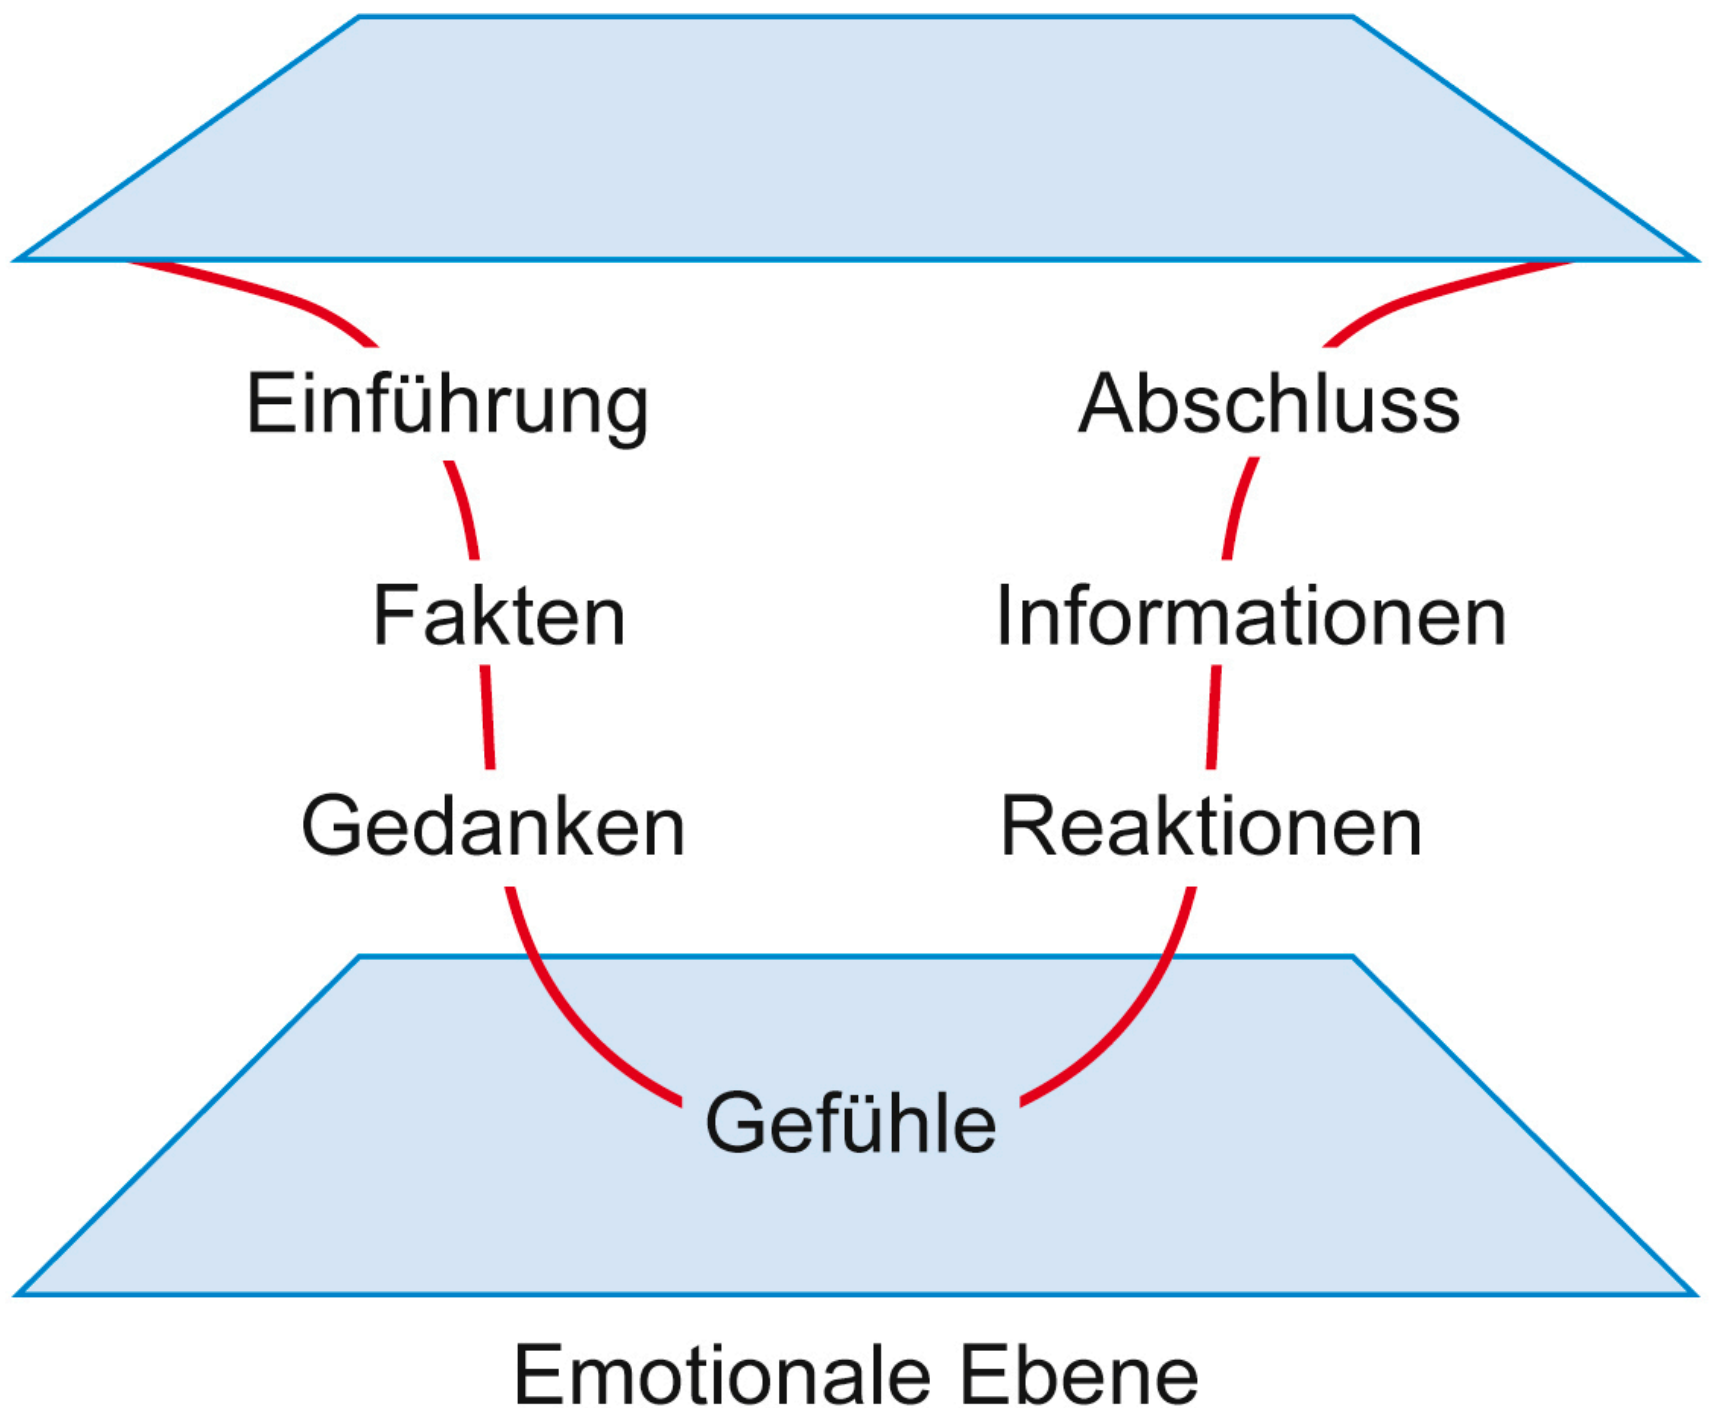 Einführung
Fakten
Gedanken
Gefühle
Reaktionen
Informationen
Abschluss
Emotionale Ebene